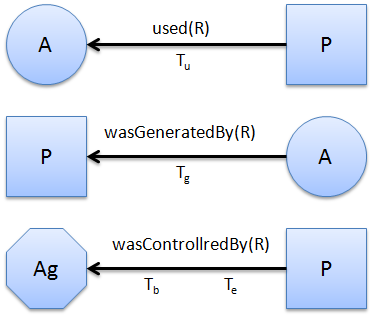 used(R)
A P
Tu
wasGeneratedBy(R)
P A
Tg
wasControllredBy(R)
Ag P
Tb Te